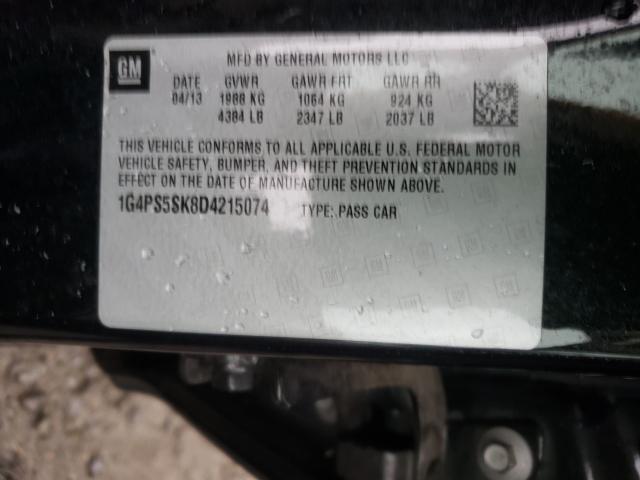 GM
MFD BY GENERAL MOTORS LLC
DATE GVWR GAWR FRT GAWR RR
04/13 1988 KG 1064 KG 924 KG
4384 LB 2347 LB 2037 LB
THIS VEHICLE CONFORMS TO ALL APPLICABLE U.S. FEDERAL MOTOR
VEHICLE SAFETY, BUMPER, AND THEFT PREVENTION STANDARDS IN
EFFECT ON THE DATE OF MANUFACTURE SHOWN ABOVE.
1G4PS5SK8D4215074 TYPE: PASS CAR